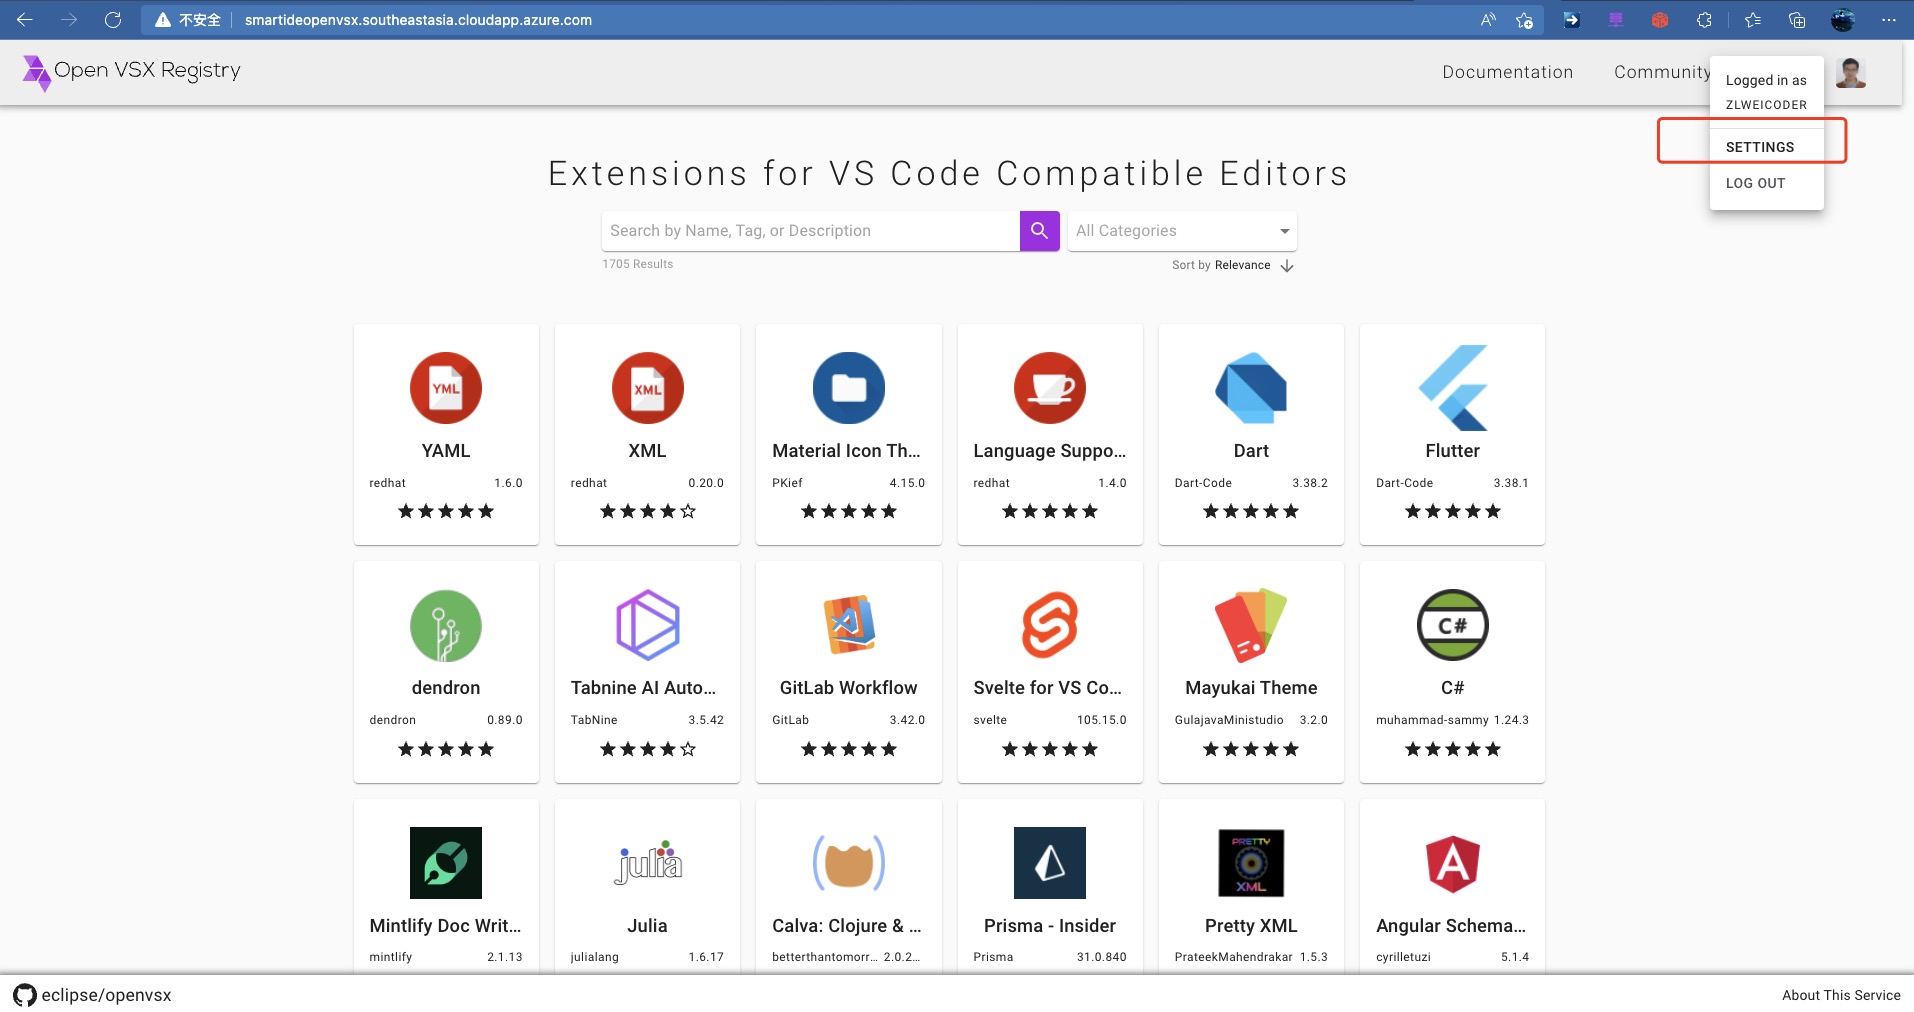 不安全
smartideopenvsx.southeastasia.cloudapp.azure.com
Open VSX Registry
Documentation
Community
Logged in as
ZLWEICODER
SETTINGS
LOG OUT
Extensions for VS Code Compatible Editors
Search by Name, Tag, or Description
All Categories
1705 Results
Sort by Relevance
YML
YAML
redhat 1.6.0
XML
XML
redhat 0.20.0
Material Icon Th...
PKief 4.15.0
Language Suppo...
redhat 1.4.0
Dart
Dart-Code 3.38.2
Flutter
Dart-Code 3.38.1
dendron
dendron 0.89.0
Tabnine AI Auto...
TabNine 3.5.42
GitLab Workflow
GitLab 3.42.0
Svelte for VS Co...
svelte 105.15.0
Mayukai Theme
GulajavaMinistudio 3.2.0
C#
C#
muhammad-sammy 1.24.3
Mintlify Doc Writ...
mintlify 2.1.13
julia
Julia
julialang 1.6.17
Calva: Clojure & ...
betterthantomorr... 2.0.2...
Prisma - Insider
Prisma 31.0.840
PRETTY
XML
Pretty XML
PrateekMahendrakar 1.5.3
A
Angular Schema...
cyrilletuzi 5.1.4
eclipse/openvsx
About This Service